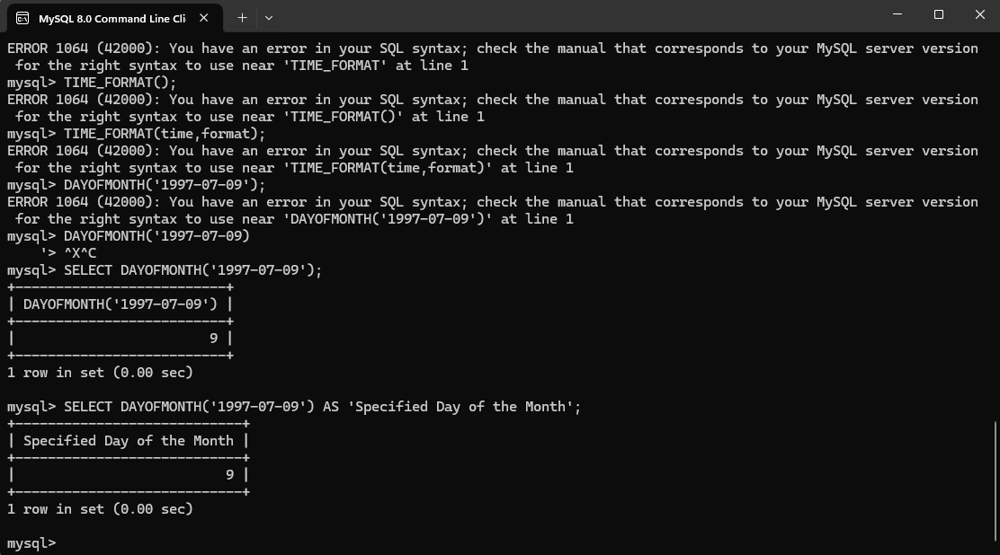 MySQL 8.0 Command Line Cli
ERROR 1064 (42000): You have an error in your SQL syntax; check the manual that corresponds to your MySQL server version
 for the right syntax to use near 'TIME_FORMAT' at line 1
mysql> TIME_FORMAT();
ERROR 1064 (42000): You have an error in your SQL syntax; check the manual that corresponds to your MySQL server version
 for the right syntax to use near 'TIME_FORMAT()' at line 1
mysql> TIME_FORMAT(time,format);
ERROR 1064 (42000): You have an error in your SQL syntax; check the manual that corresponds to your MySQL server version
 for the right syntax to use near 'TIME_FORMAT(time,format)' at line 1
mysql> DAYOFMONTH('1997-07-09');
ERROR 1064 (42000): You have an error in your SQL syntax; check the manual that corresponds to your MySQL server version
 for the right syntax to use near 'DAYOFMONTH('1997-07-09')' at line 1
mysql> DAYOFMONTH('1997-07-09)
    '> ^X^C
mysql> SELECT DAYOFMONTH('1997-07-09');
+--------------------------+
| DAYOFMONTH('1997-07-09') |
+--------------------------+
|                        9 |
+--------------------------+
1 row in set (0.00 sec)

mysql> SELECT DAYOFMONTH('1997-07-09') AS 'Specified Day of the Month';
+----------------------------+
| Specified Day of the Month |
+----------------------------+
|                          9 |
+----------------------------+
1 row in set (0.00 sec)

mysql>